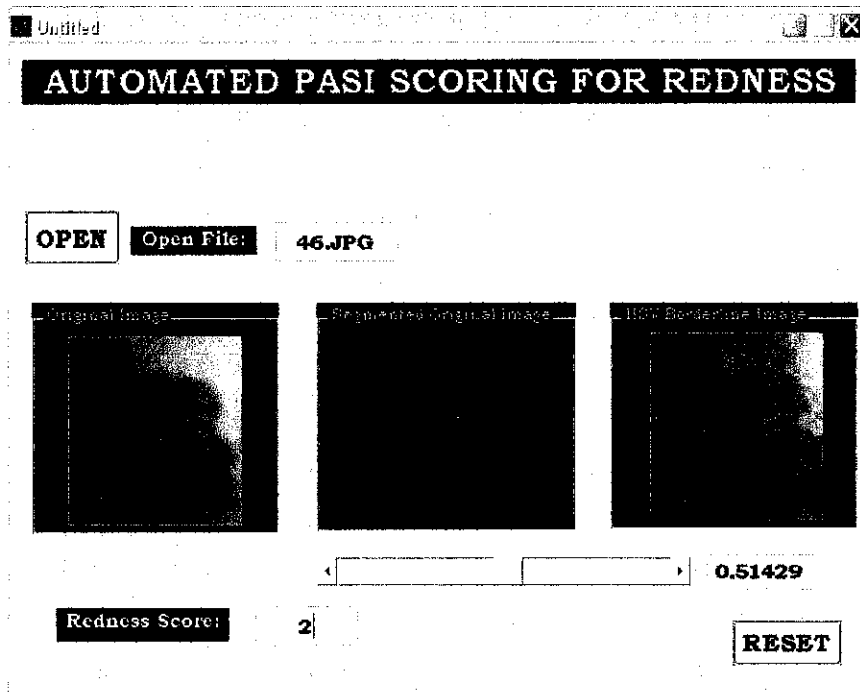 Untitled
AUTOMATED PASI SCORING FOR REDNESS
OPEN Open File: 46.JPG
Original Image Segmented Original Image HSV Borderline Image
0.51429
Redness Score: 2
RESET